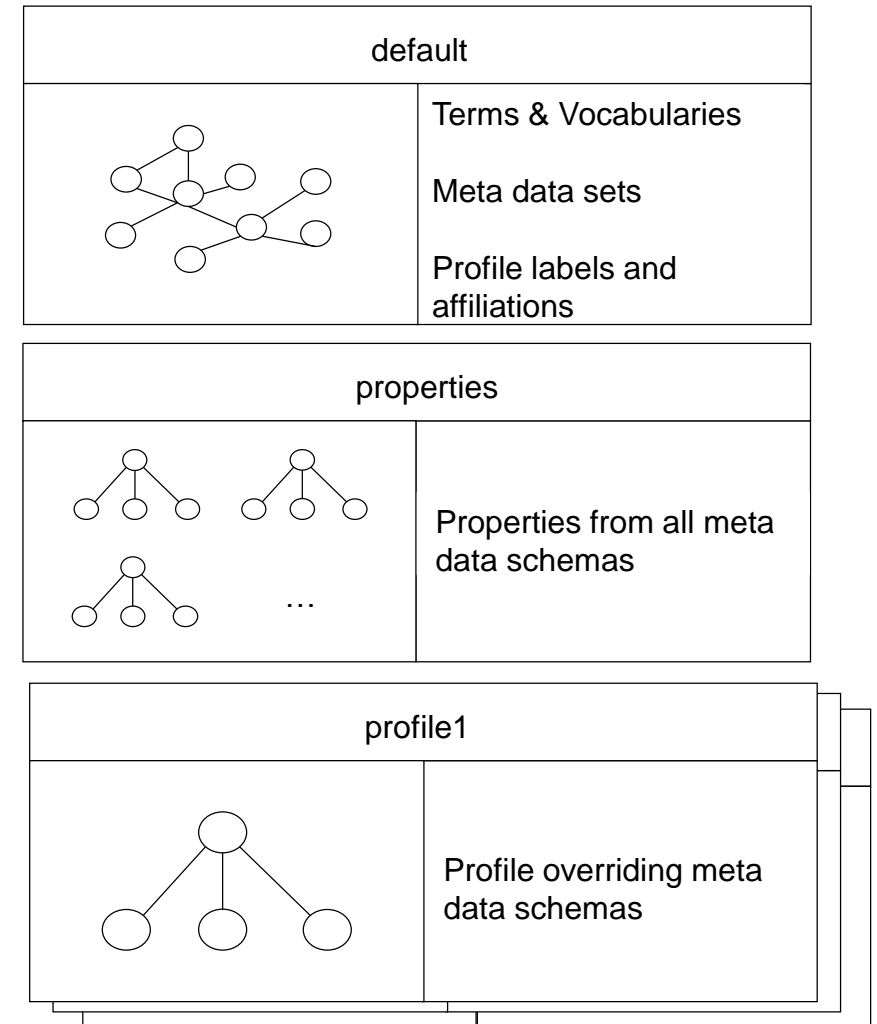 default
Terms & Vocabularies
Meta data sets
Profile labels and
affiliations
properties
...
Properties from all meta
data schemas
profile1
Profile overriding meta
data schemas